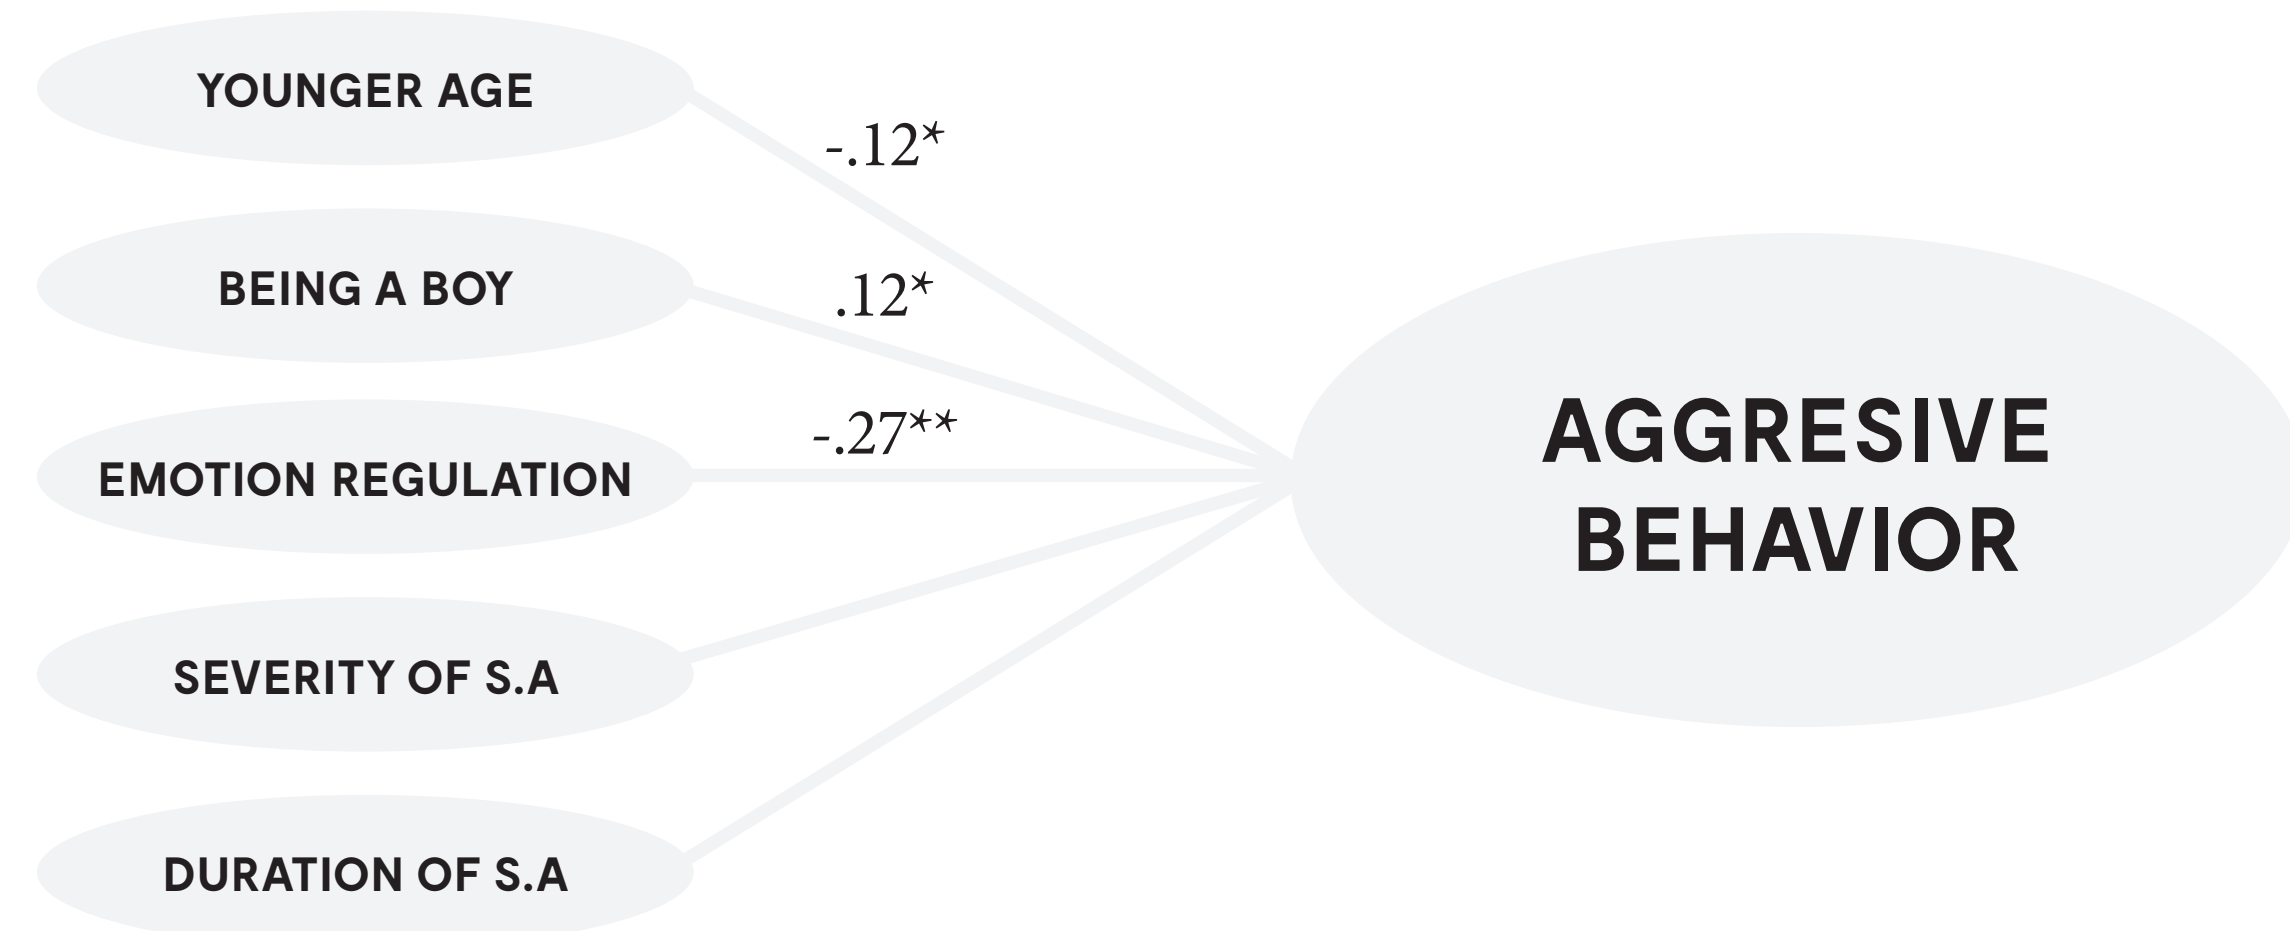 YOUNGER AGE
-.12*
BEING A BOY
.12*
EMOTION REGULATION
-.27**
SEVERITY OF S.A
DURATION OF S.A
AGGRESIVE
BEHAVIOR